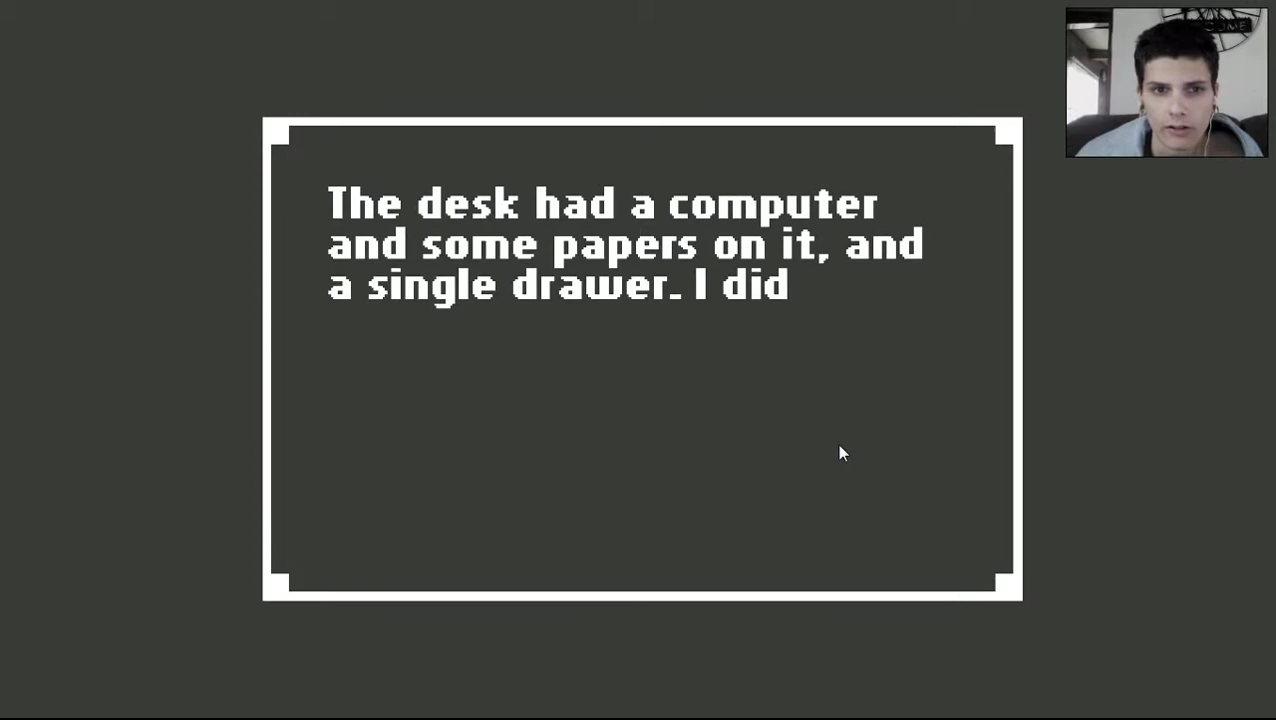 The desk had a computer
and some papers on it, and
a single drawer. I did